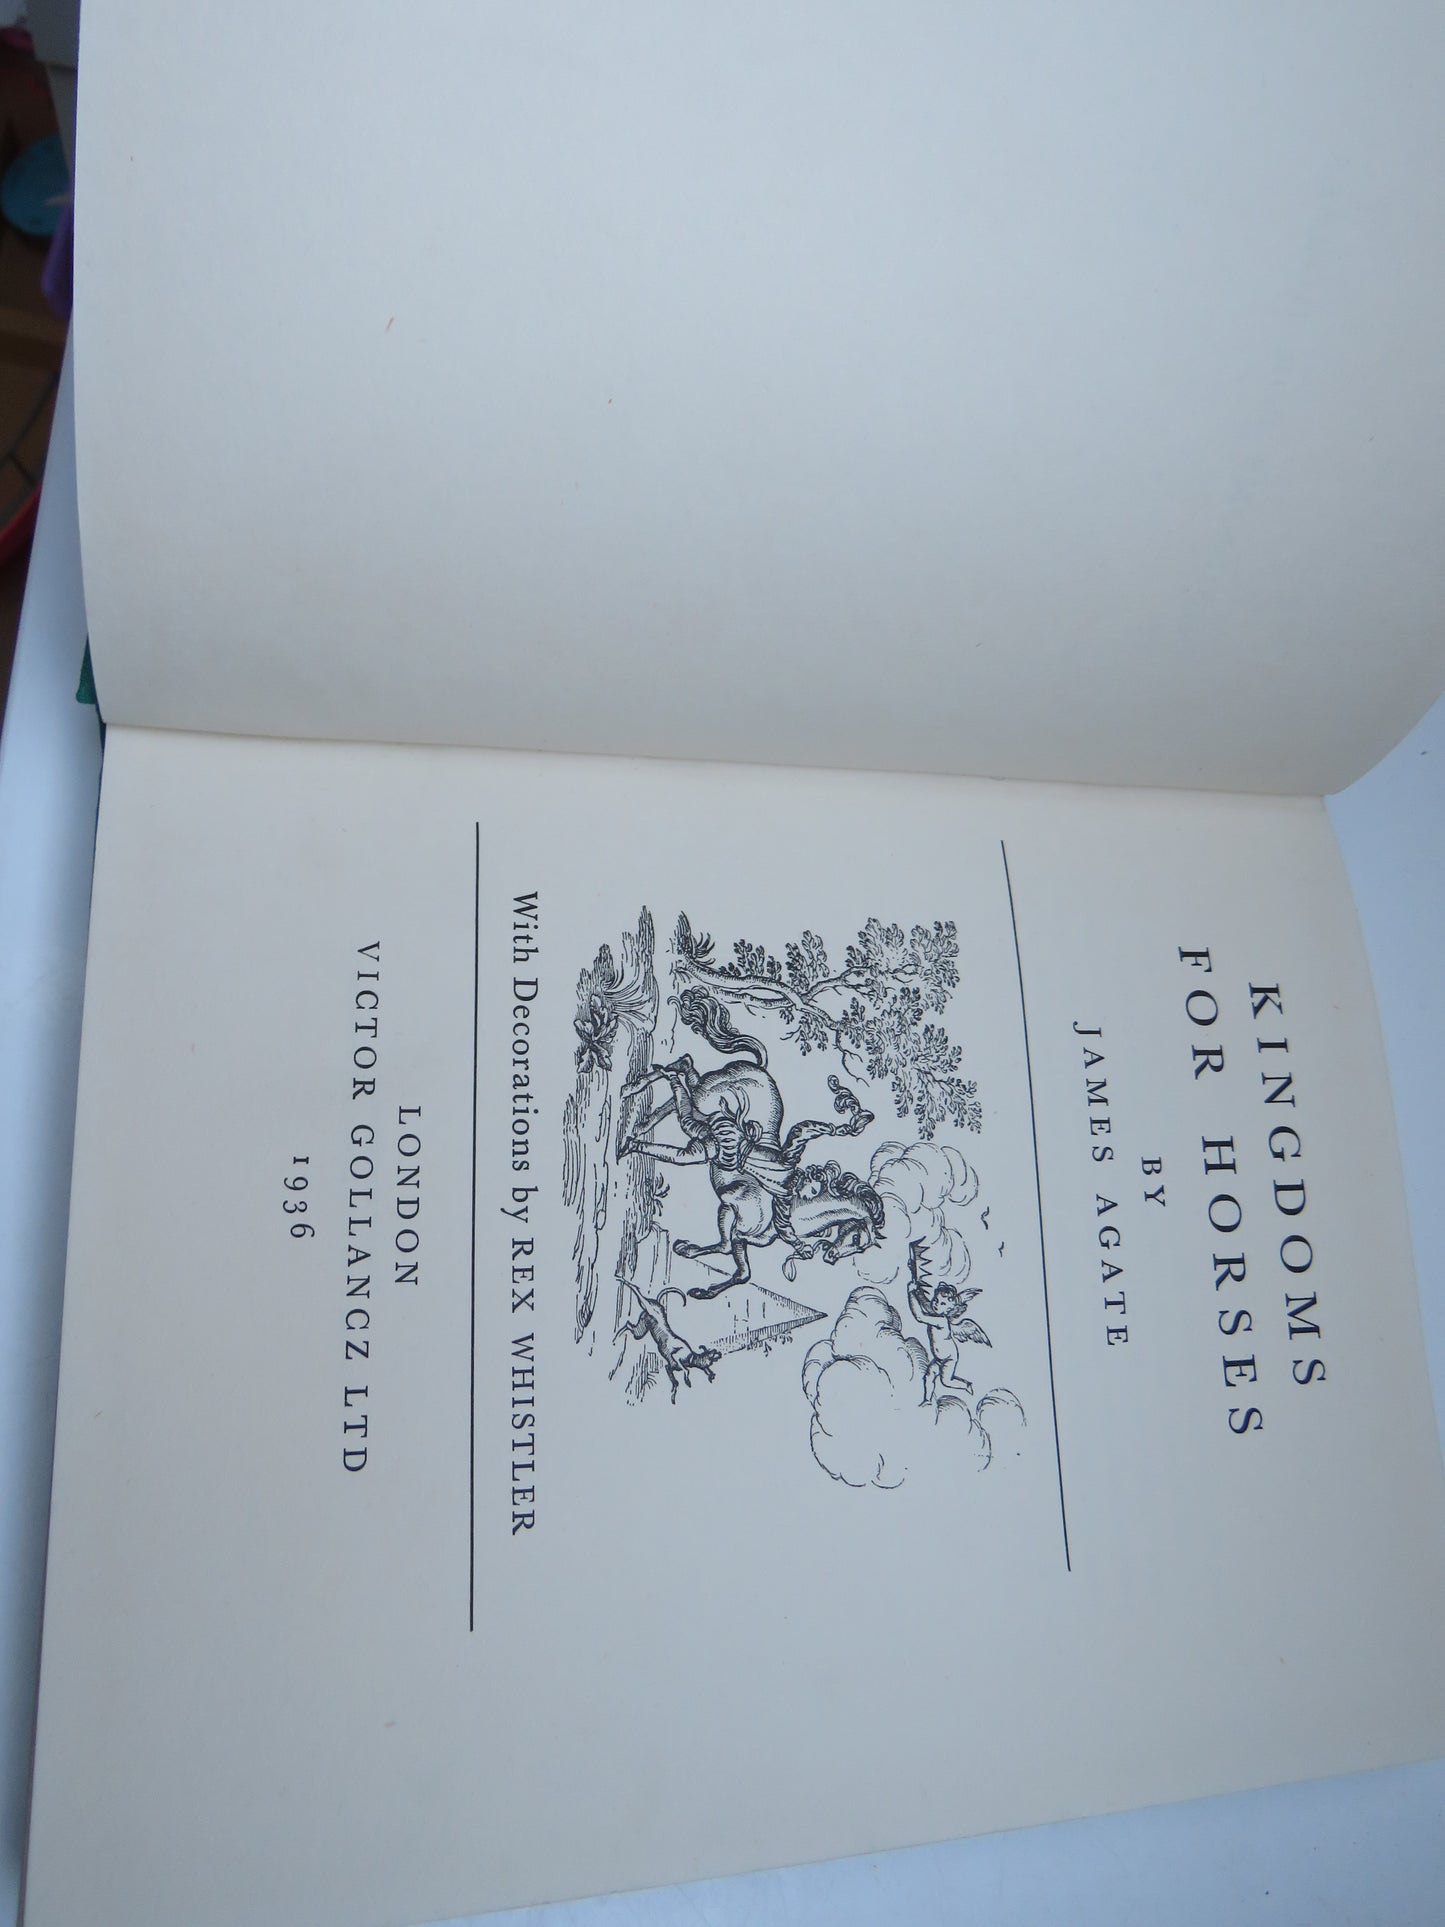 KINGDOMS
FOR HORSES
BY
JAMES AGATE
With Decorations by REX WHISTLER
LONDON
VICTOR GOLLANCZ LTD
1936